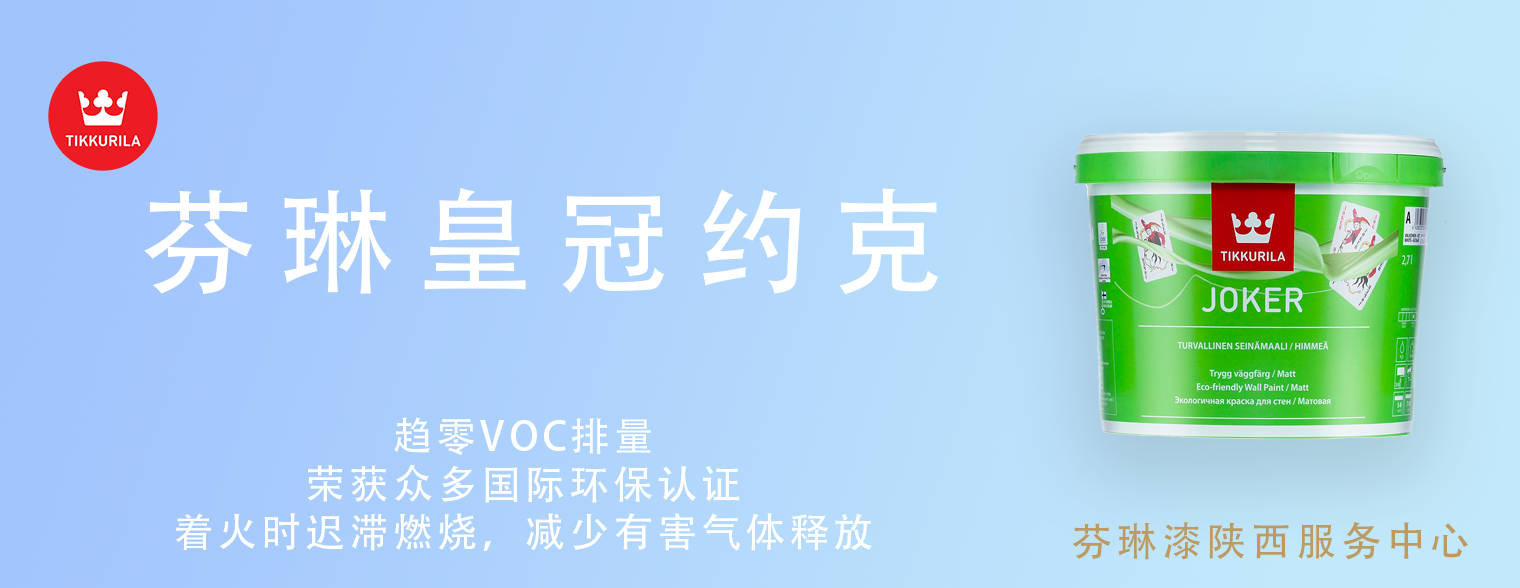 TIKKURILA
芬琳皇冠约克
趋零VOC排量
荣获众多国际环保认证
着火时迟滞燃烧，减少有害气体释放
TIKKURILA
JOKER
TURVALLINEN SEINÄMAALI / HIMMEÄ
Trygg väggfärg / Matt
Eco-friendly Wall Paint / Matt
Экологичная краска для стен / Матовая
A
2,7 l
芬琳漆陕西服务中心